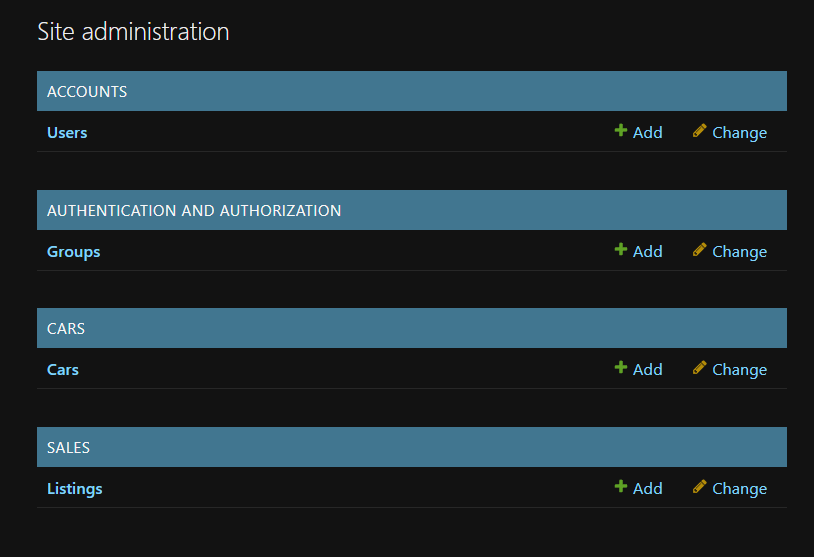 Site administration
ACCOUNTS
Users Add Change
AUTHENTICATION AND AUTHORIZATION
Groups Add Change
CARS
Cars Add Change
SALES
Listings Add Change